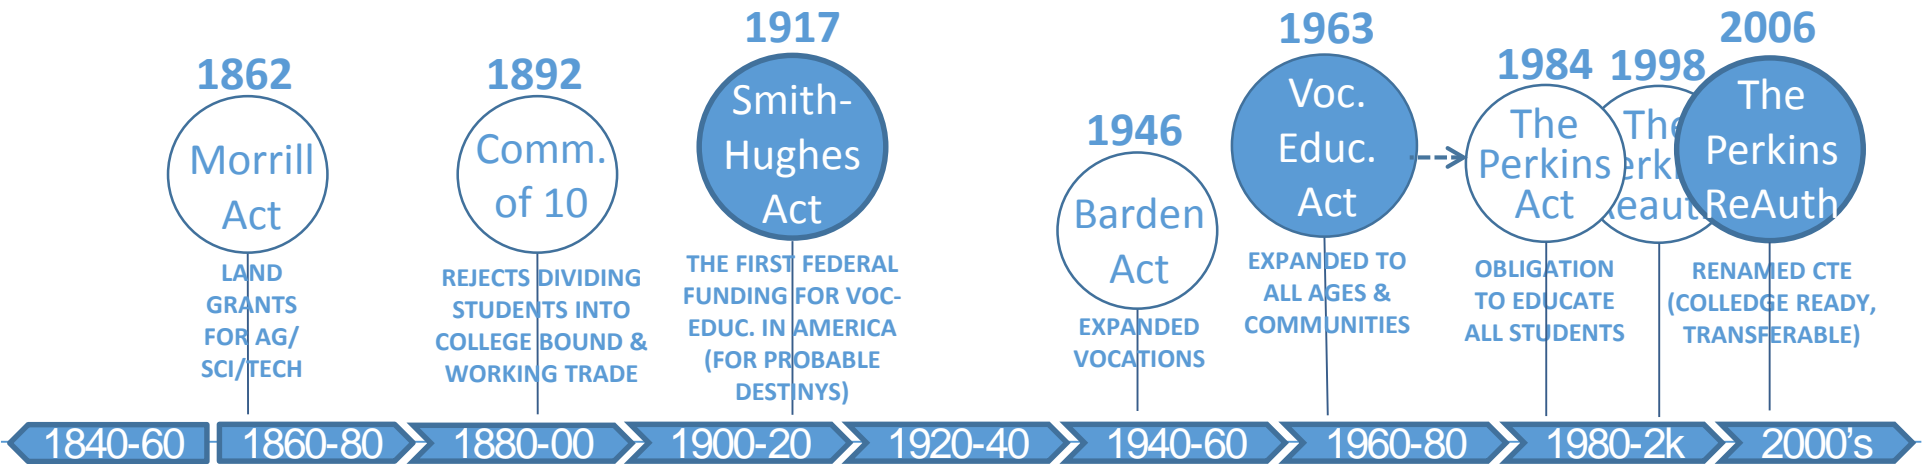 1862
Morrill
Act
LAND
GRANTS
FOR AG/
SCI/TECH
1892
Comm.
of 10
REJECTS DIVIDING
STUDENTS INTO
COLLEGE BOUND &
WORKING TRADE
1917
Smith-
Hughes
Act
THE FIRST FEDERAL
FUNDING FOR VOC-
EDUC. IN AMERICA
(FOR PROBABLE
DESTINYS)
1946
Barden
Act
EXPANDED
VOCATIONS
1963
Voc.
Educ.
Act
EXPANDED TO
ALL AGES &
COMMUNITIES
1984
The
Perkins
Act
OBLIGATION
TO EDUCATE
ALL STUDENTS
1998
The
2006
The
Perkins
ReAuth
RENAMED CTE
(COLLEDGE READY,
TRANSFERABLE)
1840-60
1860-80
1880-00
1900-20
1920-40
1940-60
1960-80
1980-2k
2000's